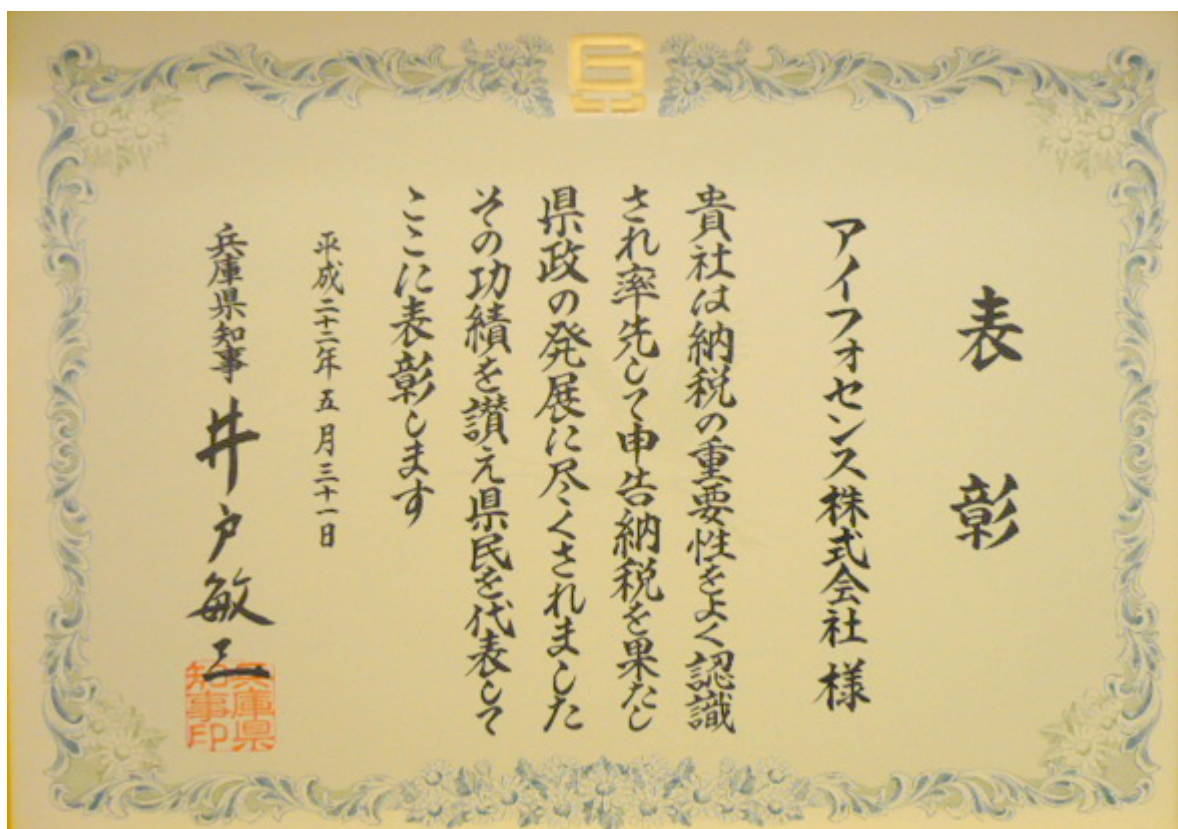 表彰
アイフォセンス株式会社 様
貴社は納税の重要性をよく認識
され率先して申告納税を果たし
県政の発展に尽くされました
その功績を讃え県民を代表して
ここに表彰します
平成二十二年五月三十一日
兵庫県知事 井戸敏三
兵庫県
知事印